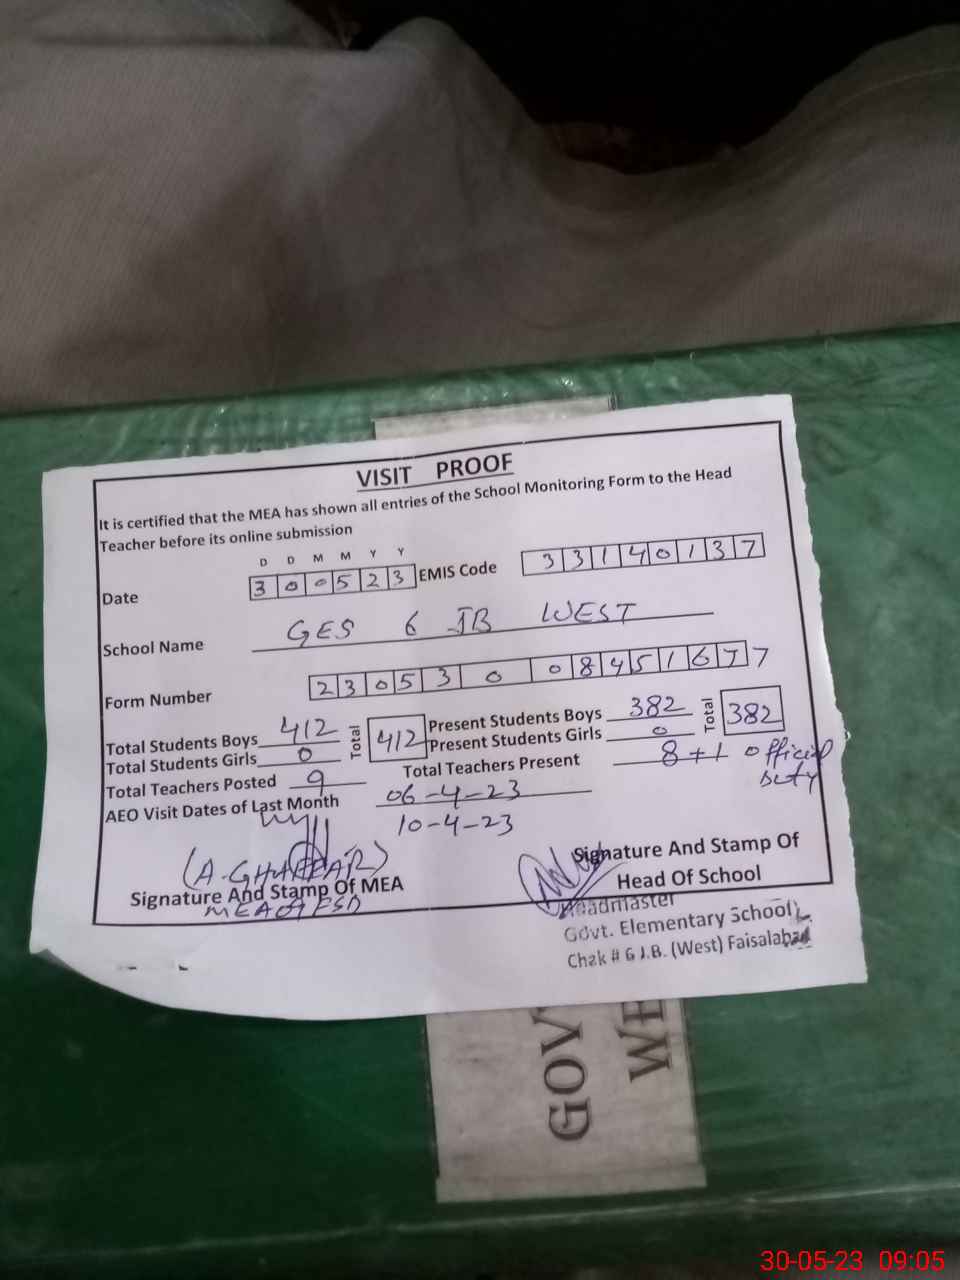 VISIT PROOF
It is certified that the MEA has shown all entries of the School Monitoring Form to the Head
Teacher before its online submission
D D M M Y Y
Date 3 0 0 5 2 3 EMIS Code 3 3 1 4 0 1 3 7
School Name GES 6 JB WEST
Form Number 2 3 0 5 3 0 0 8 4 5 1 6 7 7
Total Students Boys 412 Total 412 Present Students Boys 382 Total 382
Total Students Girls 0 Present Students Girls 0
Total Teachers Posted 9 Total Teachers Present 8+1 official
duty
AEO Visit Dates of Last Month 06-4-23
10-4-23
(A. GHAFFAR)
Signature And Stamp Of MEA
Signature And Stamp Of
Head Of School
Headmaster
Govt. Elementary School
Chak # 6 J.B. (West) Faisalabad
GOV
WE
30-05-23 09:05